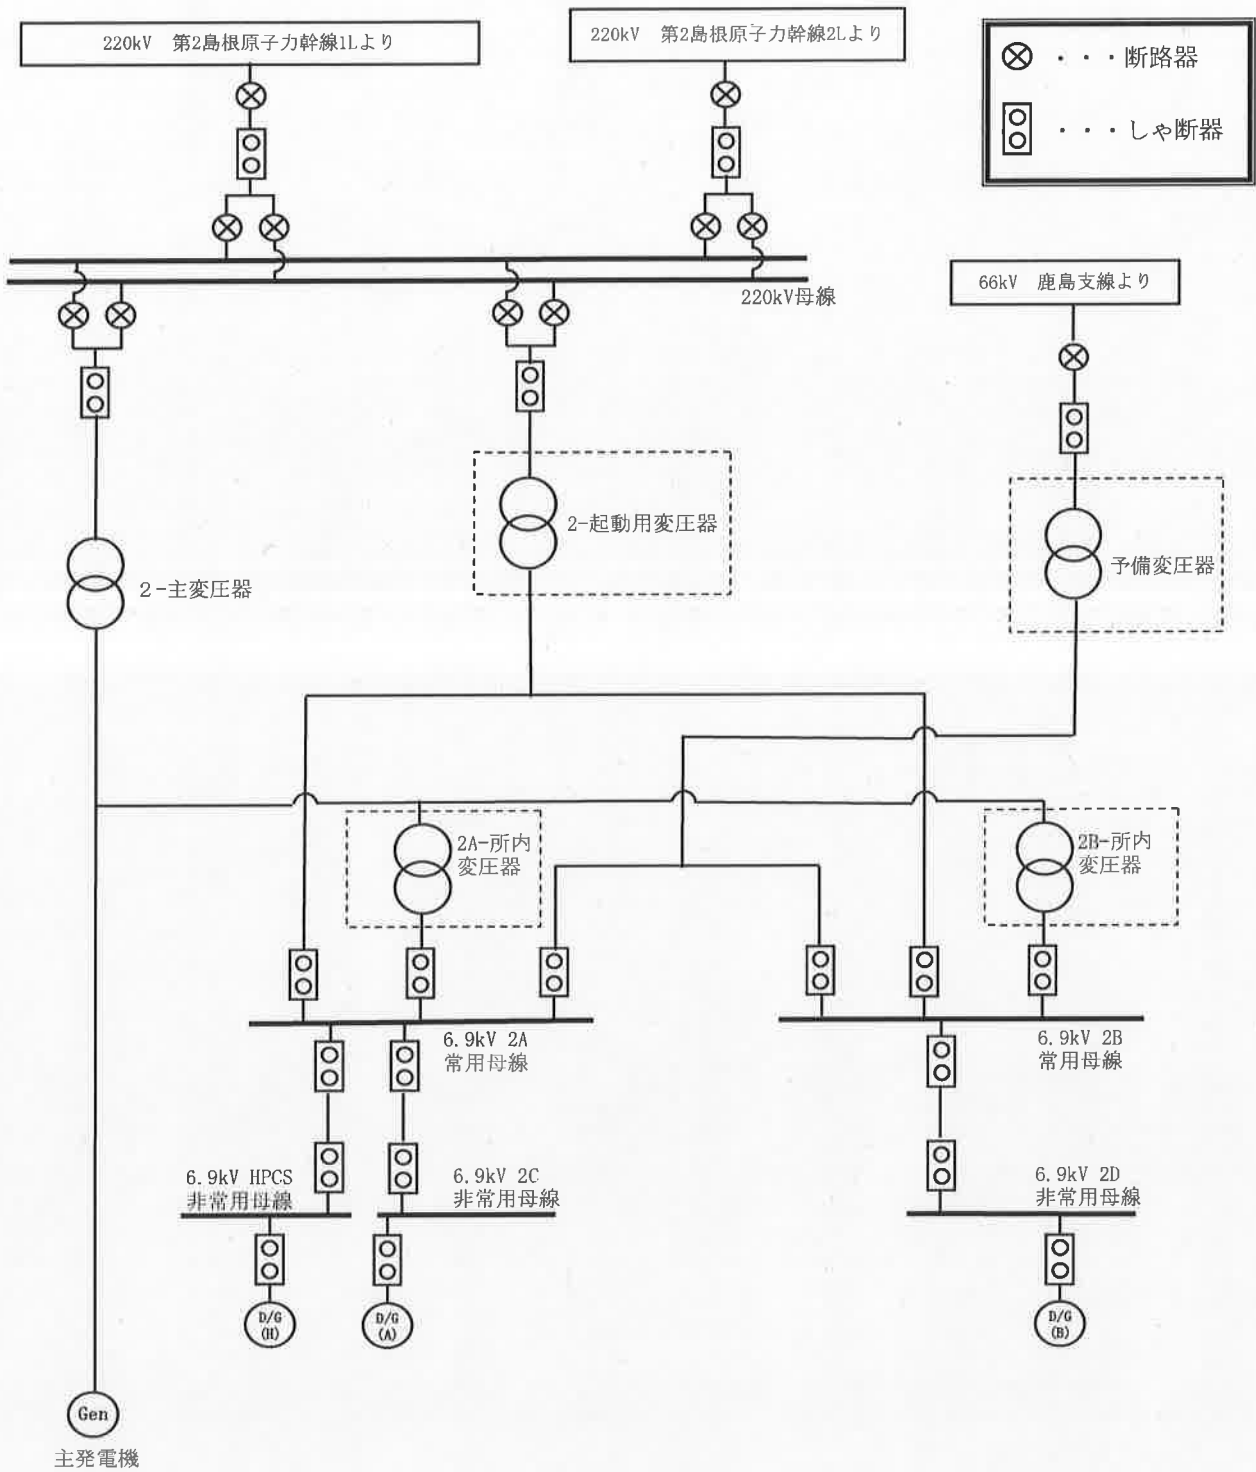 220kV 第2島根原子力幹線1Lより
220kV 第2島根原子力幹線2Lより
・・・断路器
・・・しゃ断器
220kV母線
66kV 鹿島支線より
2-起動用変圧器
予備変圧器
2-主変圧器
2A-所内
変圧器
2B-所内
変圧器
6.9kV 2A
常用母線
6.9kV 2B
常用母線
6.9kV HPCS
非常用母線
6.9kV 2C
非常用母線
6.9kV 2D
非常用母線
D/G
(H)
D/G
(A)
D/G
(B)
Gen
主発電機